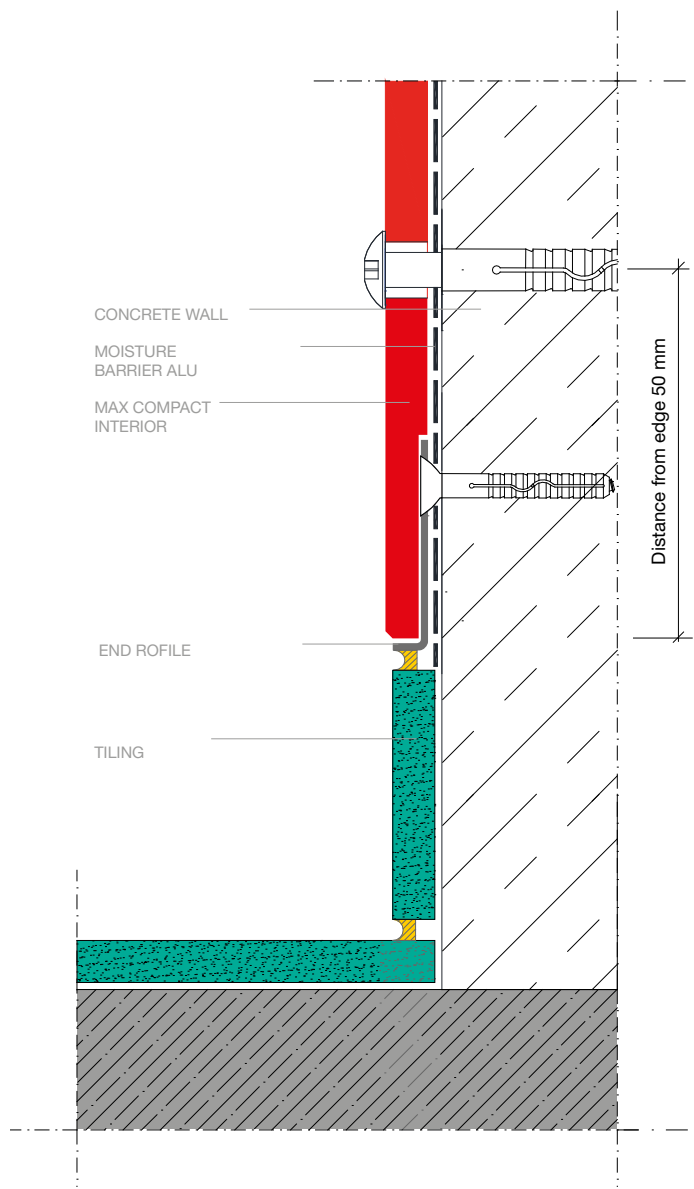 CONCRETE WALL
MOISTURE
BARRIER ALU
MAX COMPACT
INTERIOR
Distance from edge 50 mm
END ROFILE
TILING